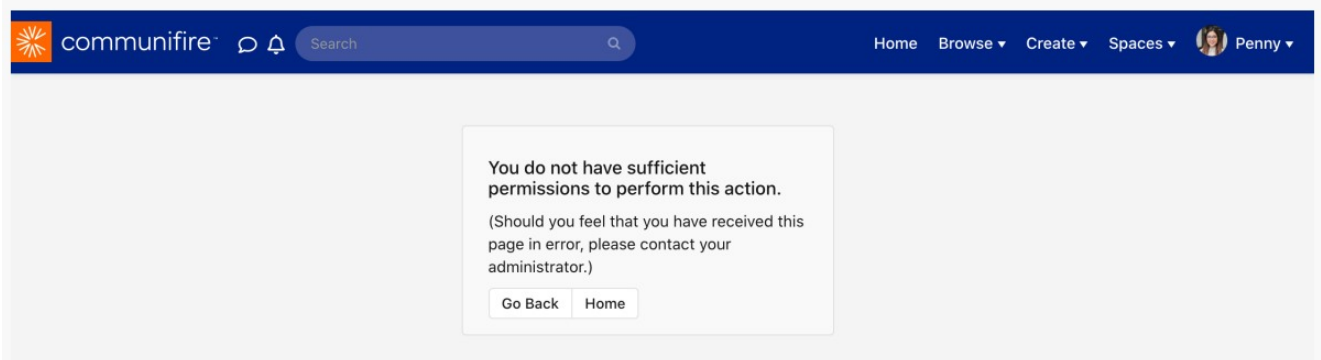 communifire™
Search
Home Browse ▾ Create ▾ Spaces ▾ Penny ▾
You do not have sufficient
permissions to perform this action.
(Should you feel that you have received this
page in error, please contact your
administrator.)
Go Back Home